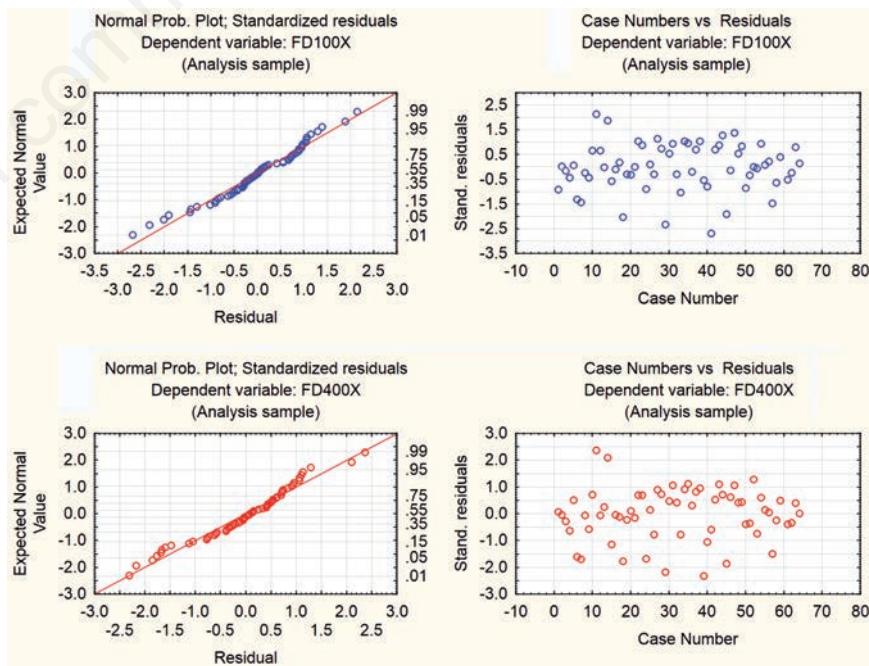 Normal Prob. Plot; Standardized residuals
Dependent variable: FD100X
(Analysis sample)
Expected Normal
Value
3.0
2.0
1.0
0.0
-1.0
-2.0
-3.0
.99
.95
.75
.55
.35
.15
.05
.01
-3.5 -2.5 -1.5 -0.5 0.5 1.5 2.5
-3.0 -2.0 -1.0 0.0 1.0 2.0 3.0
Residual
Case Numbers vs Residuals
Dependent variable: FD100X
(Analysis sample)
Stand. residuals
2.5
1.5
0.5
-0.5
-1.5
-2.5
-3.5
-10 0 10 20 30 40 50 60 70 80
Case Number
Normal Prob. Plot; Standardized residuals
Dependent variable: FD400X
(Analysis sample)
Expected Normal
Value
3.0
2.0
1.0
0.0
-1.0
-2.0
-3.0
.99
.95
.75
.55
.35
.15
.05
.01
-3.0 -2.0 -1.0 0.0 1.0 2.0 3.0
-2.5 -1.5 -0.5 0.5 1.5 2.5
Residual
Case Numbers vs Residuals
Dependent variable: FD400X
(Analysis sample)
Stand. residuals
3.0
2.0
1.0
0.0
-1.0
-2.0
-3.0
-10 0 10 20 30 40 50 60 70 80
Case Number